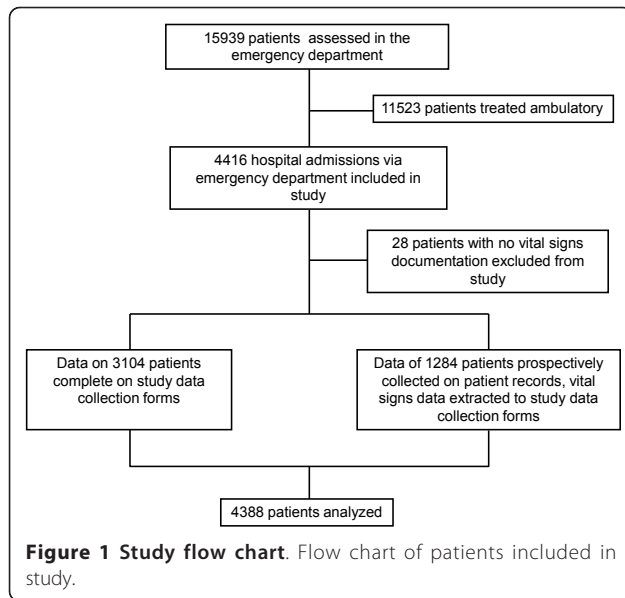 15939 patients assessed in the
emergency department
11523 patients treated ambulatory
4416 hospital admissions via
emergency department included in
study
28 patients with no vital signs
documentation excluded from
study
Data on 3104 patients
complete on study data
collection forms
Data of 1284 patients prospectively
collected on patient records, vital
signs data extracted to study data
collection forms
4388 patients analyzed
Figure 1 Study flow chart. Flow chart of patients included in
study.